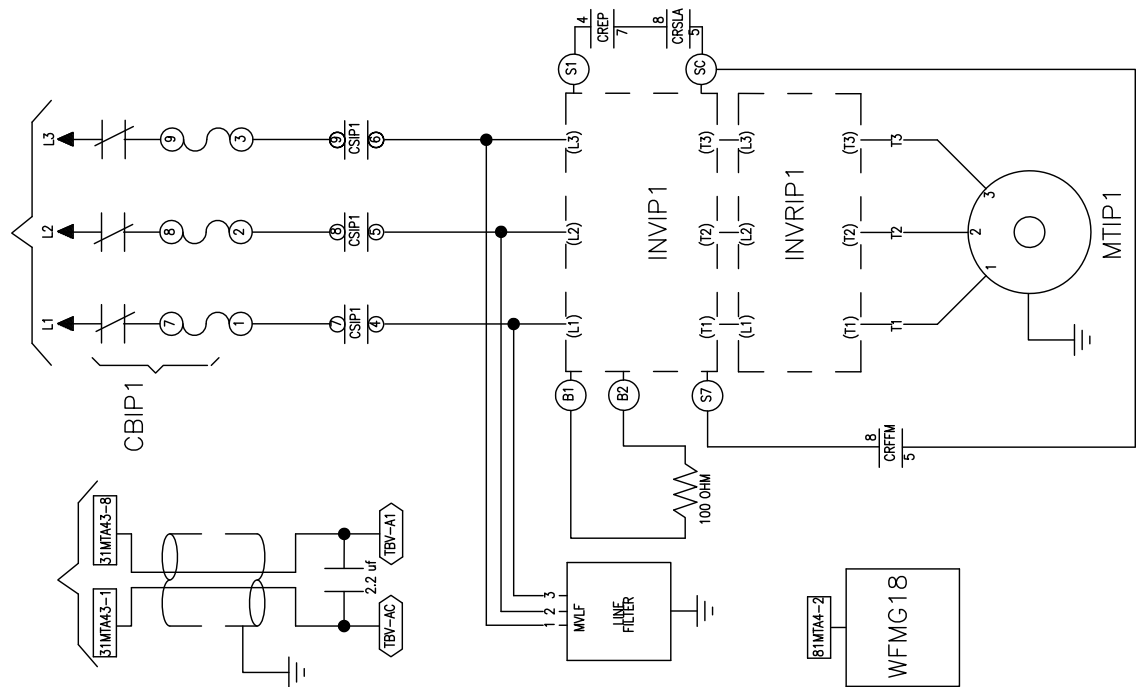 4
CREP
7
8
CRSLA
5
S1
SC
L3
9
3
9
CSIP1
6
(L3)
(T3)
(L3)
(T3)
T3
3
L2
8
2
8
CSIP1
5
(L2)
INVIP1
(T2)
(L2)
INVRIP1
(T2)
T2
2
MTIP1
L1
7
1
7
CSIP1
4
(L1)
(T1)
(L1)
(T1)
T1
1
CBIP1
B1
B2
S7
8
CRFFM
5
100 OHM
31MTA43-8
31MTA43-1
2.2 uf
TBV-A1
TBV-AC
1 2 3
MVLF
LINE
FILTER
81MTA4-2
WFMG18